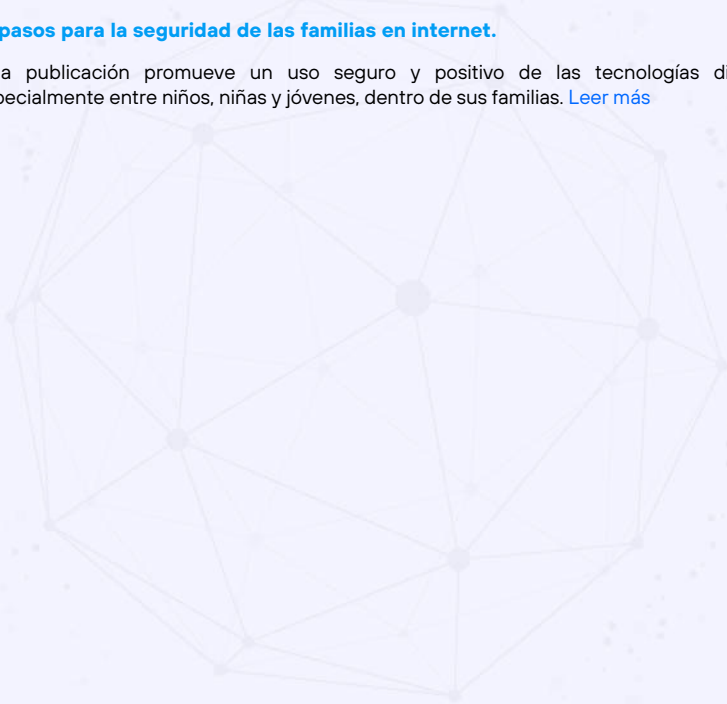 pasos para la seguridad de las familias en internet.
a publicación promueve un uso seguro y positivo de las tecnologías di
pecialmente entre niños, niñas y jóvenes, dentro de sus familias. Leer más